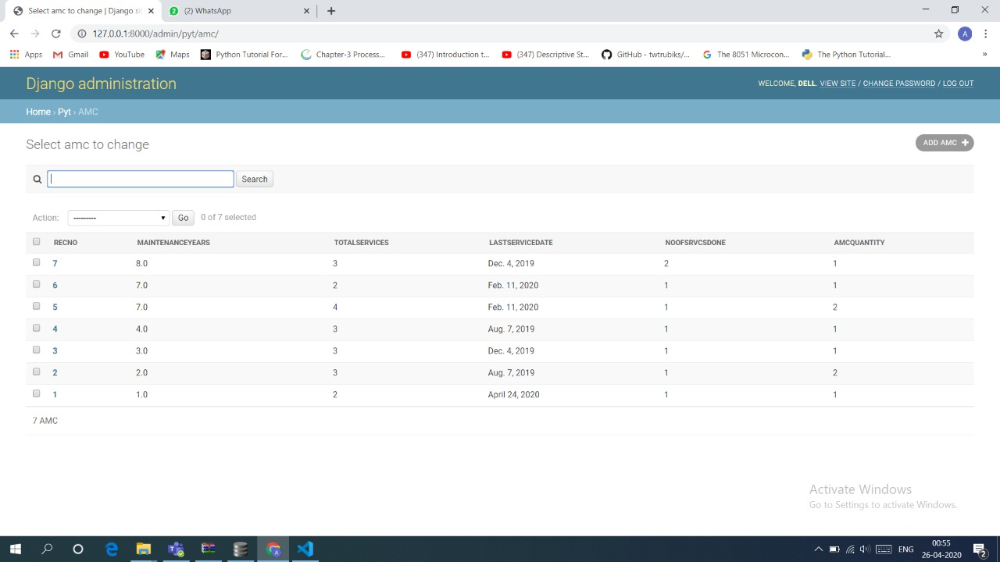 Select amc to change | Django si
(2) WhatsApp
127.0.0.1:8000/admin/pyt/amc/
A
Apps Gmail YouTube Maps Python Tutorial For... Chapter-3 Process... (347) Introduction t... (347) Descriptive St... GitHub - twtrubiks/... The 8051 Microcon... The Python Tutorial... »
Django administration
WELCOME, DELL. VIEW SITE / CHANGE PASSWORD / LOG OUT
Home › Pyt › AMC
Select amc to change
ADD AMC +
Search
Action: --------- Go 0 of 7 selected
RECNO MAINTENANCEYEARS TOTALSERVICES LASTSERVICEDATE NOOFSRVCSDONE AMCQUANTITY
7 8.0 3 Dec. 4, 2019 2 1
6 7.0 2 Feb. 11, 2020 1 1
5 7.0 4 Feb. 11, 2020 1 2
4 4.0 3 Aug. 7, 2019 1 1
3 3.0 3 Dec. 4, 2019 1 1
2 2.0 3 Aug. 7, 2019 1 2
1 1.0 2 April 24, 2020 1 1
7 AMC
Activate Windows
Go to Settings to activate Windows.
ENG
00:55
26-04-2020
2